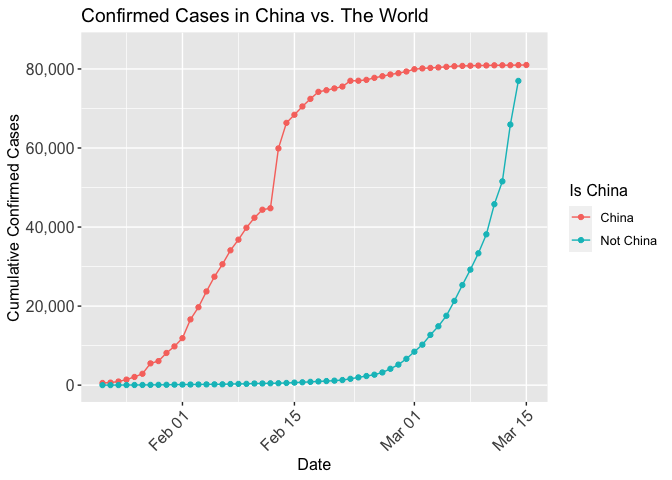 Confirmed Cases in China vs. The World
Cumulative Confirmed Cases
80,000
60,000
40,000
20,000
0
Feb 01
Feb 15
Mar 01
Mar 15
Date
Is China
China
Not China